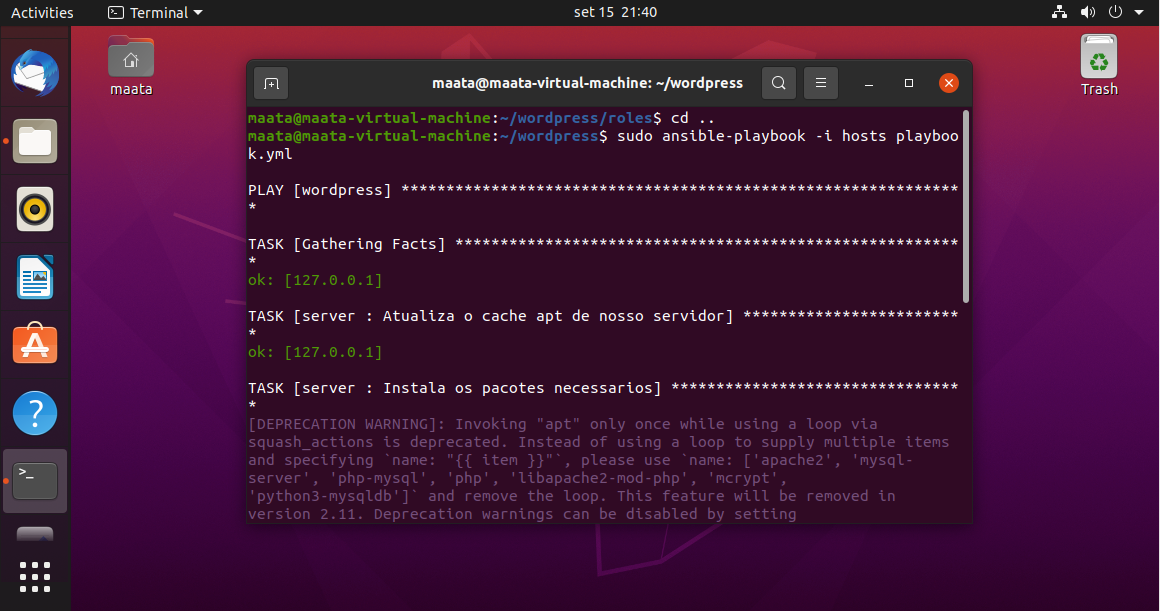 Activities
Terminal
set 15 21:40
maata
Trash
maata@maata-virtual-machine: ~/wordpress
maata@maata-virtual-machine:~/wordpress/roles$ cd ..
maata@maata-virtual-machine:~/wordpress$ sudo ansible-playbook -i hosts playboo
k.yml
PLAY [wordpress] **************************************************************
*
TASK [Gathering Facts] ********************************************************
*
ok: [127.0.0.1]
TASK [server : Atualiza o cache apt de nosso servidor] ************************
*
ok: [127.0.0.1]
TASK [server : Instala os pacotes necessarios] ********************************
*
[DEPRECATION WARNING]: Invoking "apt" only once while using a loop via
squash_actions is deprecated. Instead of using a loop to supply multiple items
and specifying `name: "{{ item }}"`, please use `name: ['apache2', 'mysql-
server', 'php-mysql', 'php', 'libapache2-mod-php', 'mcrypt',
'python3-mysqldb']` and remove the loop. This feature will be removed in
version 2.11. Deprecation warnings can be disabled by setting